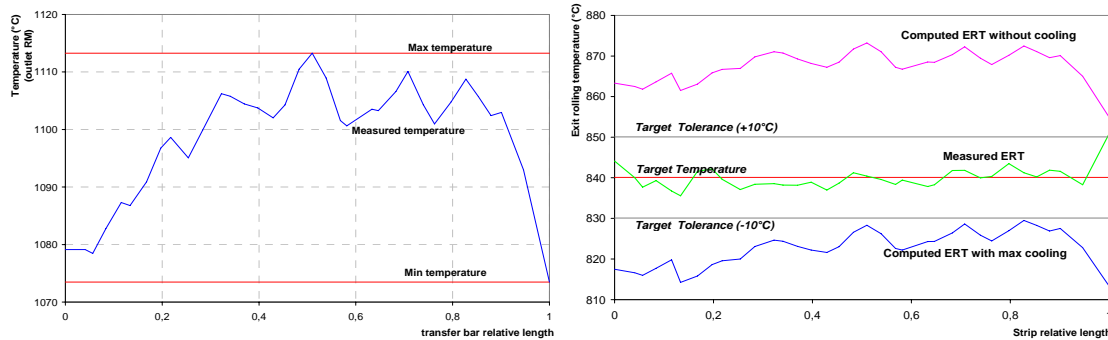 Temperature (°C)
(outlet RM)
1120
1110
1100
1090
1080
1070
Max temperature
Measured temperature
Min temperature
0
0,2
0,4
0,6
0,8
1
transfer bar relative length
Exit rolling temperature (°C)
880
870
860
850
840
830
820
810
Computed ERT without cooling
Target Tolerance (+10°C)
Measured ERT
Target Temperature
Target Tolerance (-10°C)
Computed ERT with max cooling
0
0,2
0,4
0,6
0,8
1
Strip relative length